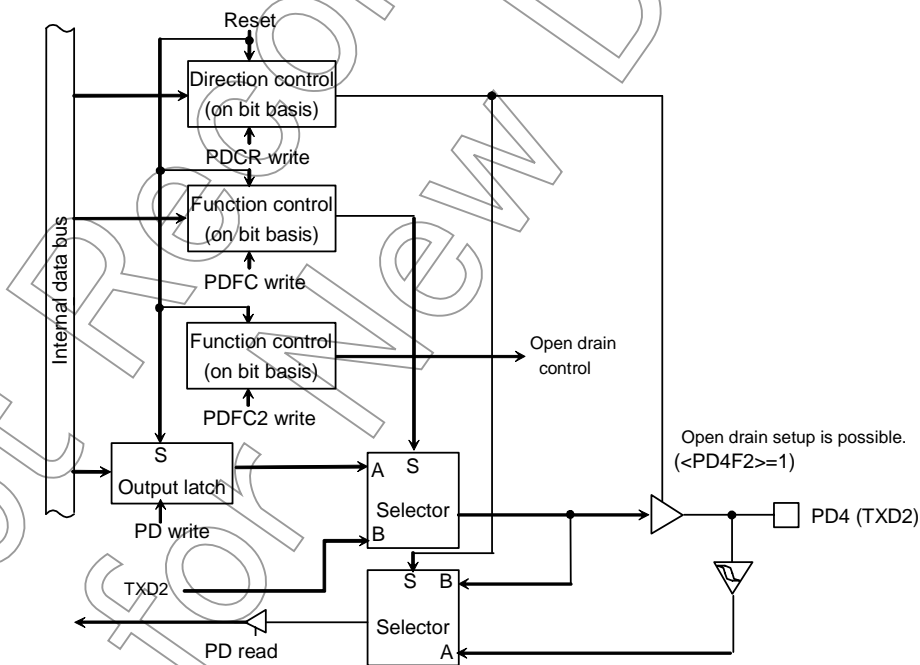 Reset
Direction control
(on bit basis)
PDCR write
Function control
(on bit basis)
PDFC write
Internal data bus
Function control
(on bit basis)
Open drain
control
PDFC2 write
S
Output latch
A
S
Selector
B
Open drain setup is possible.
(<PD4F2>=1)
PD4 (TXD2)
PD write
TXD2
S
B
Selector
A
PD read